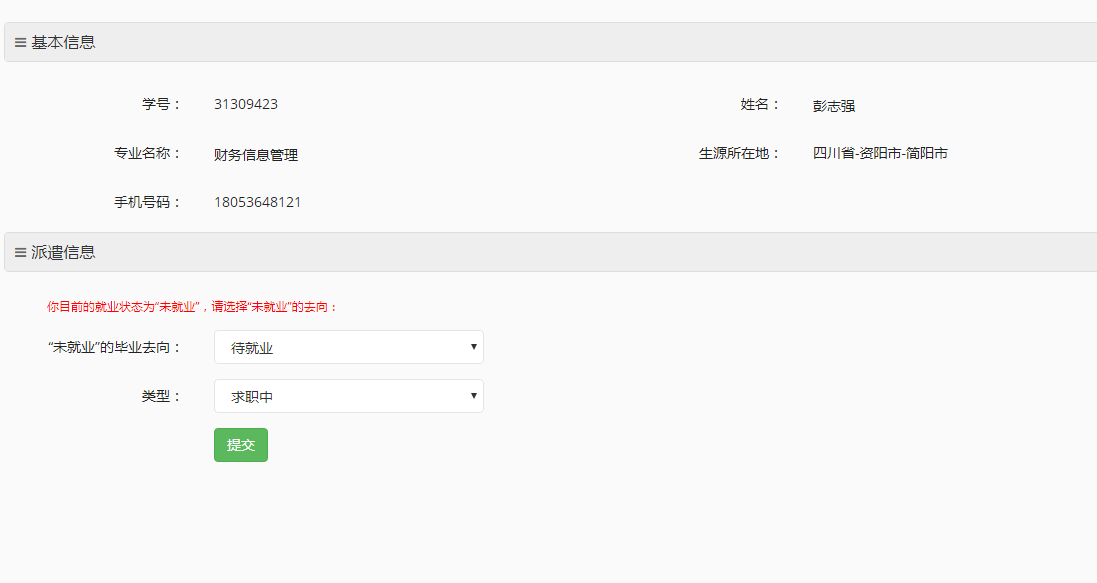 基本信息
学号： 31309423 姓名： 彭志强
专业名称： 财务信息管理 生源所在地： 四川省-资阳市-简阳市
手机号码： 18053648121
派遣信息
你目前的就业状态为“未就业”，请选择“未就业”的去向：
“未就业”的毕业去向： 待就业
类型： 求职中
提交